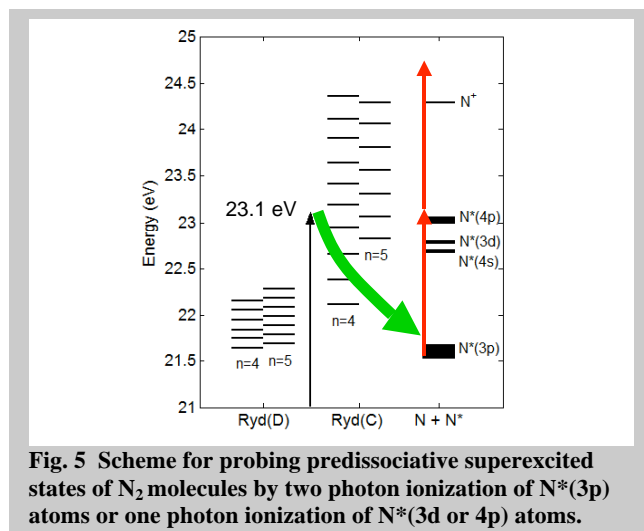 25
24.5
24
23.5
23
22.5
22
21.5
21
Energy (eV)
23.1 eV
n=4
n=5
n=4
n=5
N⁺
N*(4p)
N*(3d)
N*(4s)
N*(3p)
Ryd(D)
Ryd(C)
N + N*
Fig. 5 Scheme for probing predissociative superexcited
states of N₂ molecules by two photon ionization of N*(3p)
atoms or one photon ionization of N*(3d or 4p) atoms.